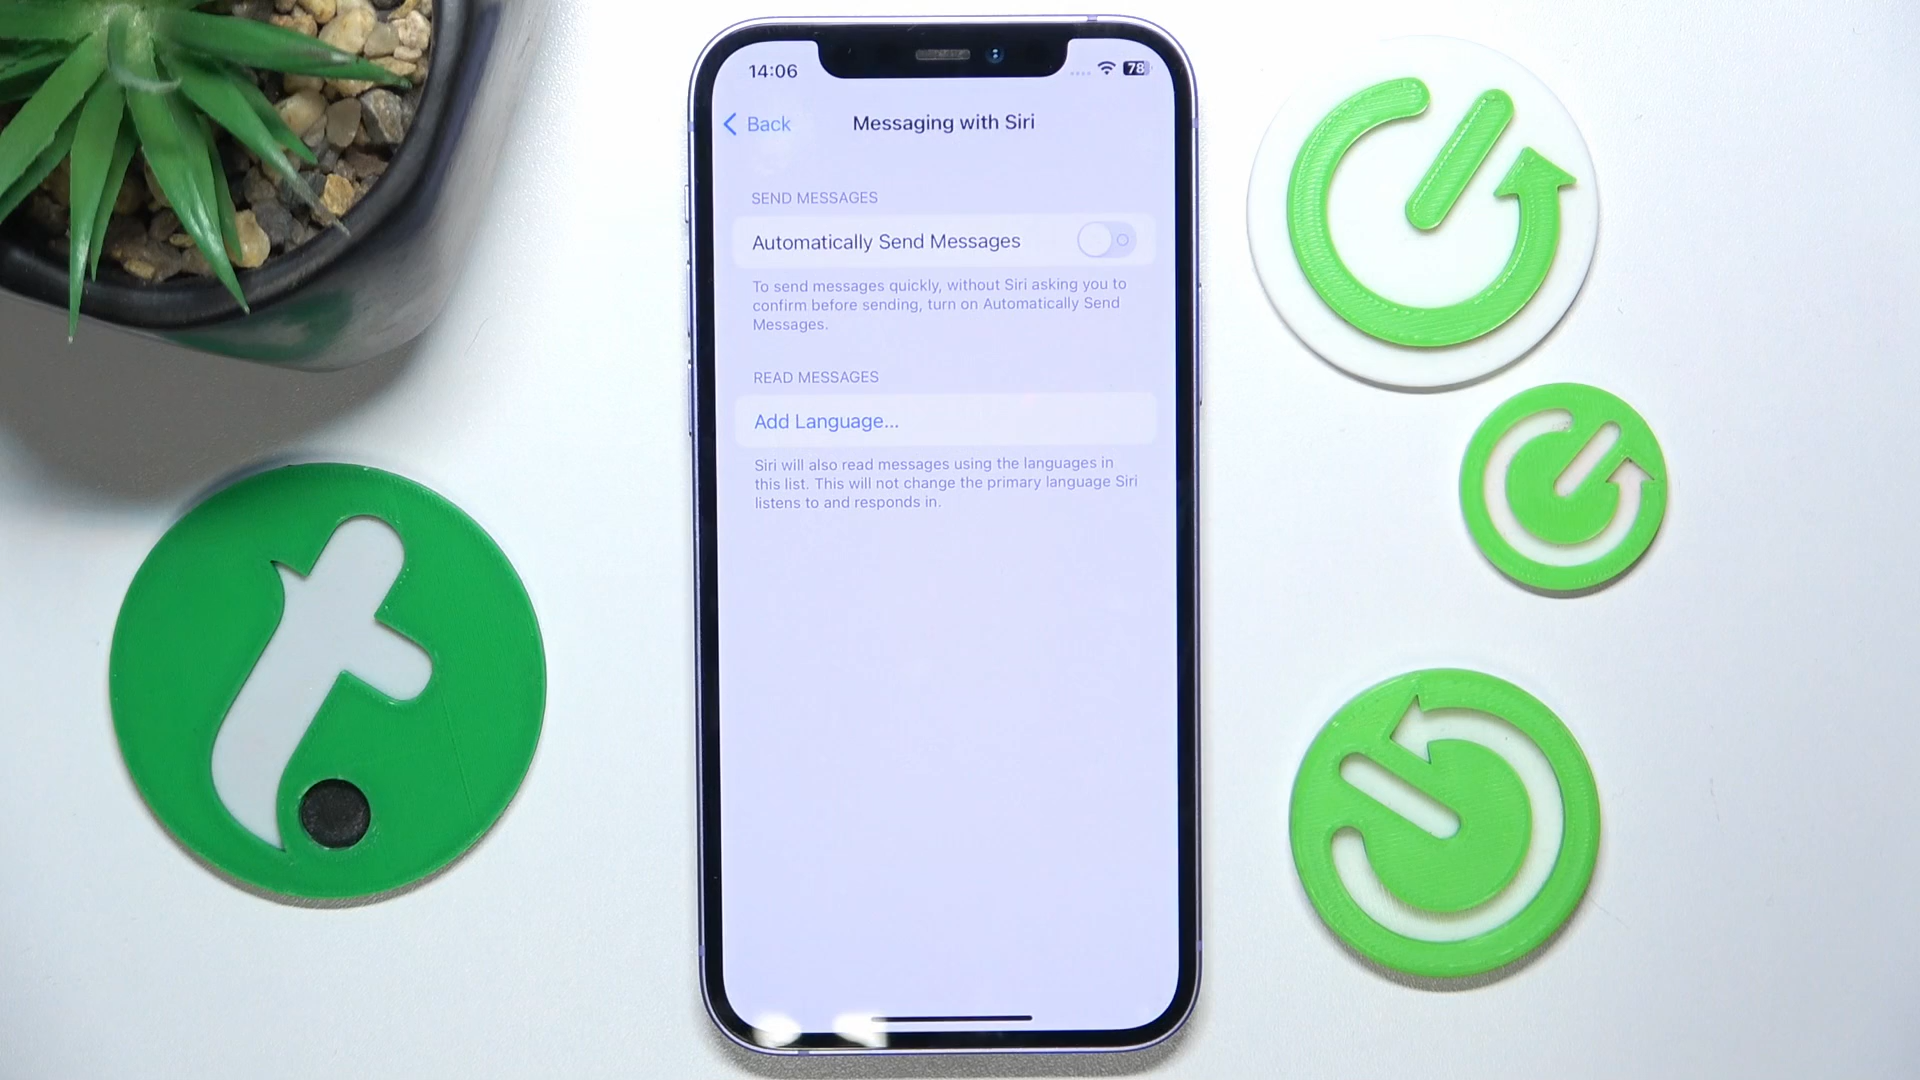 14:06
78
Back
Messaging with Siri
SEND MESSAGES
Automatically Send Messages
To send messages quickly, without Siri asking you to
confirm before sending, turn on Automatically Send
Messages.
READ MESSAGES
Add Language...
Siri will also read messages using the languages in
this list. This will not change the primary language Siri
listens to and responds in.